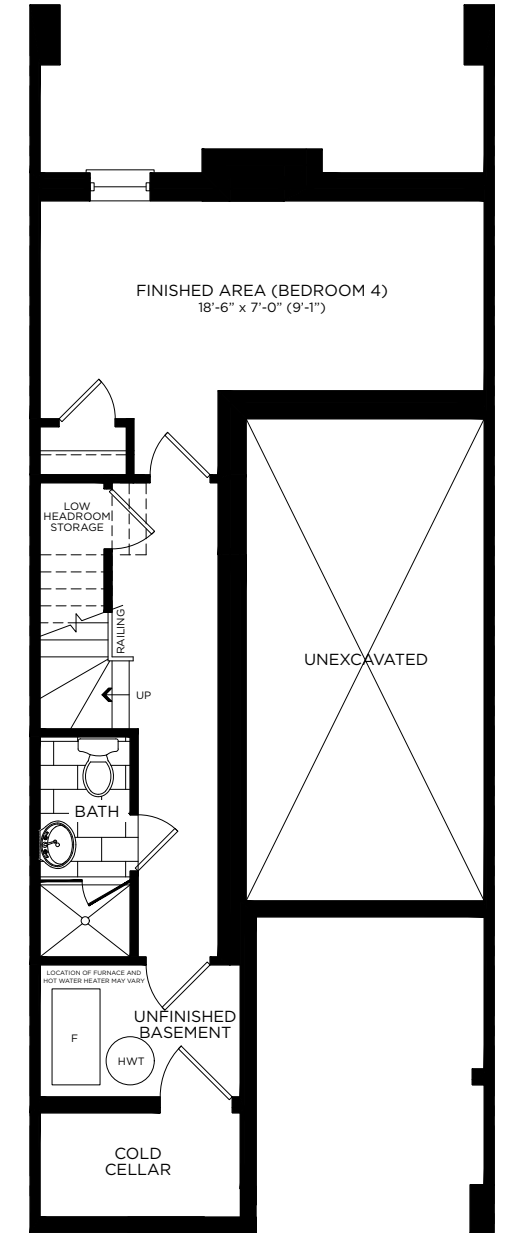 FINISHED AREA (BEDROOM 4)
18'-6" x 7'-0" (9'-1")
LOW
HEADROOM
STORAGE
RAILING
UNEXCAVATED
UP
BATH
LOCATION OF FURNACE AND
HOT WATER HEATER MAY VARY
UNFINISHED
BASEMENT
F
HWT
COLD
CELLAR